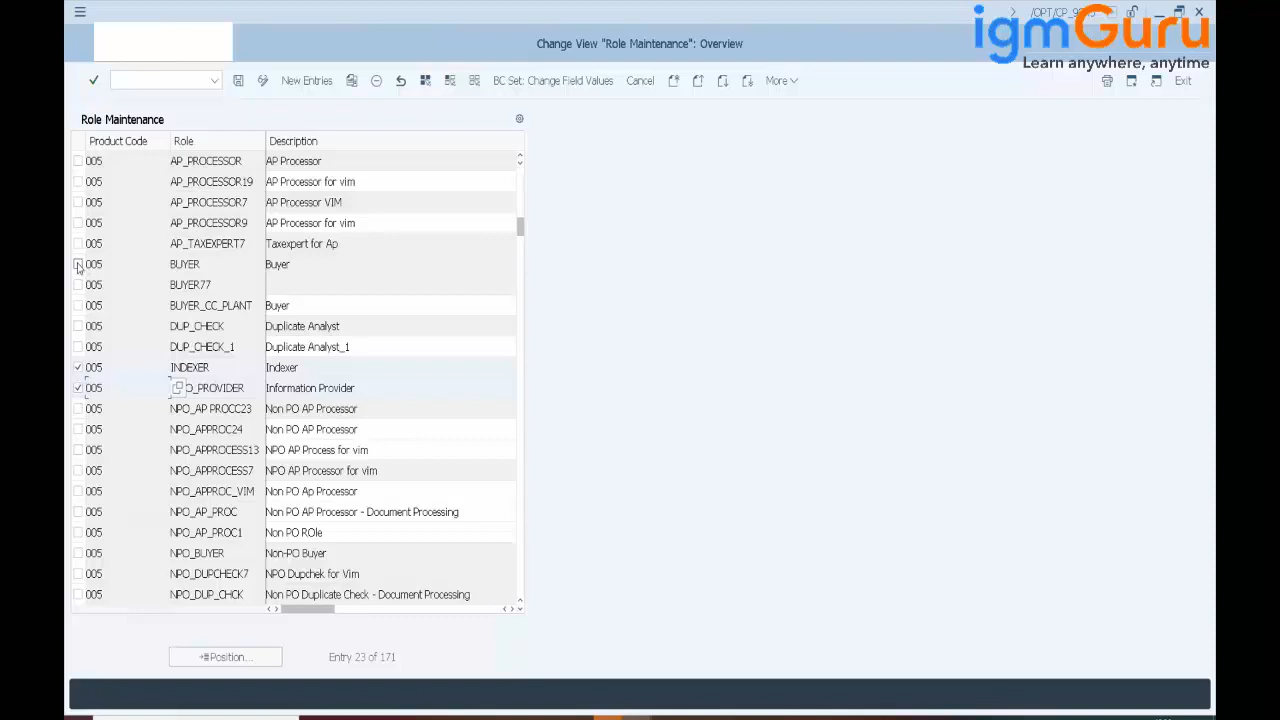 /OPT/CP_9
igmGuru
Learn anywhere, anytime
Change View "Role Maintenance": Overview
New Entries BC Set: Change Field Values Cancel More Exit
Role Maintenance
Product Code Role Description
005 AP_PROCESSOR AP Processor
005 AP_PROCESSOR19 AP Processor for vim
005 AP_PROCESSOR7 AP Processor VIM
005 AP_PROCESSOR9 AP Processor for vim
005 AP_TAXEXPERT7 Taxexpert for Ap
005 BUYER Buyer
005 BUYER77
005 BUYER_CC_PLANT Buyer
005 DUP_CHECK Duplicate Analyst
005 DUP_CHECK_1 Duplicate Analyst_1
005 INDEXER Indexer
005 O_PROVIDER Information Provider
005 NPO_AP PROCC23 Non PO AP Processor
005 NPO_APPROC24 Non PO AP Processor
005 NPO_APPROCESS13 NPO AP Process for vim
005 NPO_APPROCESS7 NPO AP Processor for vim
005 NPO_APPROC_VIM Non PO Ap Processor
005 NPO_AP_PROC Non PO AP Processor - Document Processing
005 NPO_AP_PROC1 Non PO ROle
005 NPO_BUYER Non-PO Buyer
005 NPO_DUPCHECK7 NPO Dupchek for Vim
005 NPO_DUP_CHCK Non PO Duplicate Check - Document Processing
Position... Entry 23 of 171